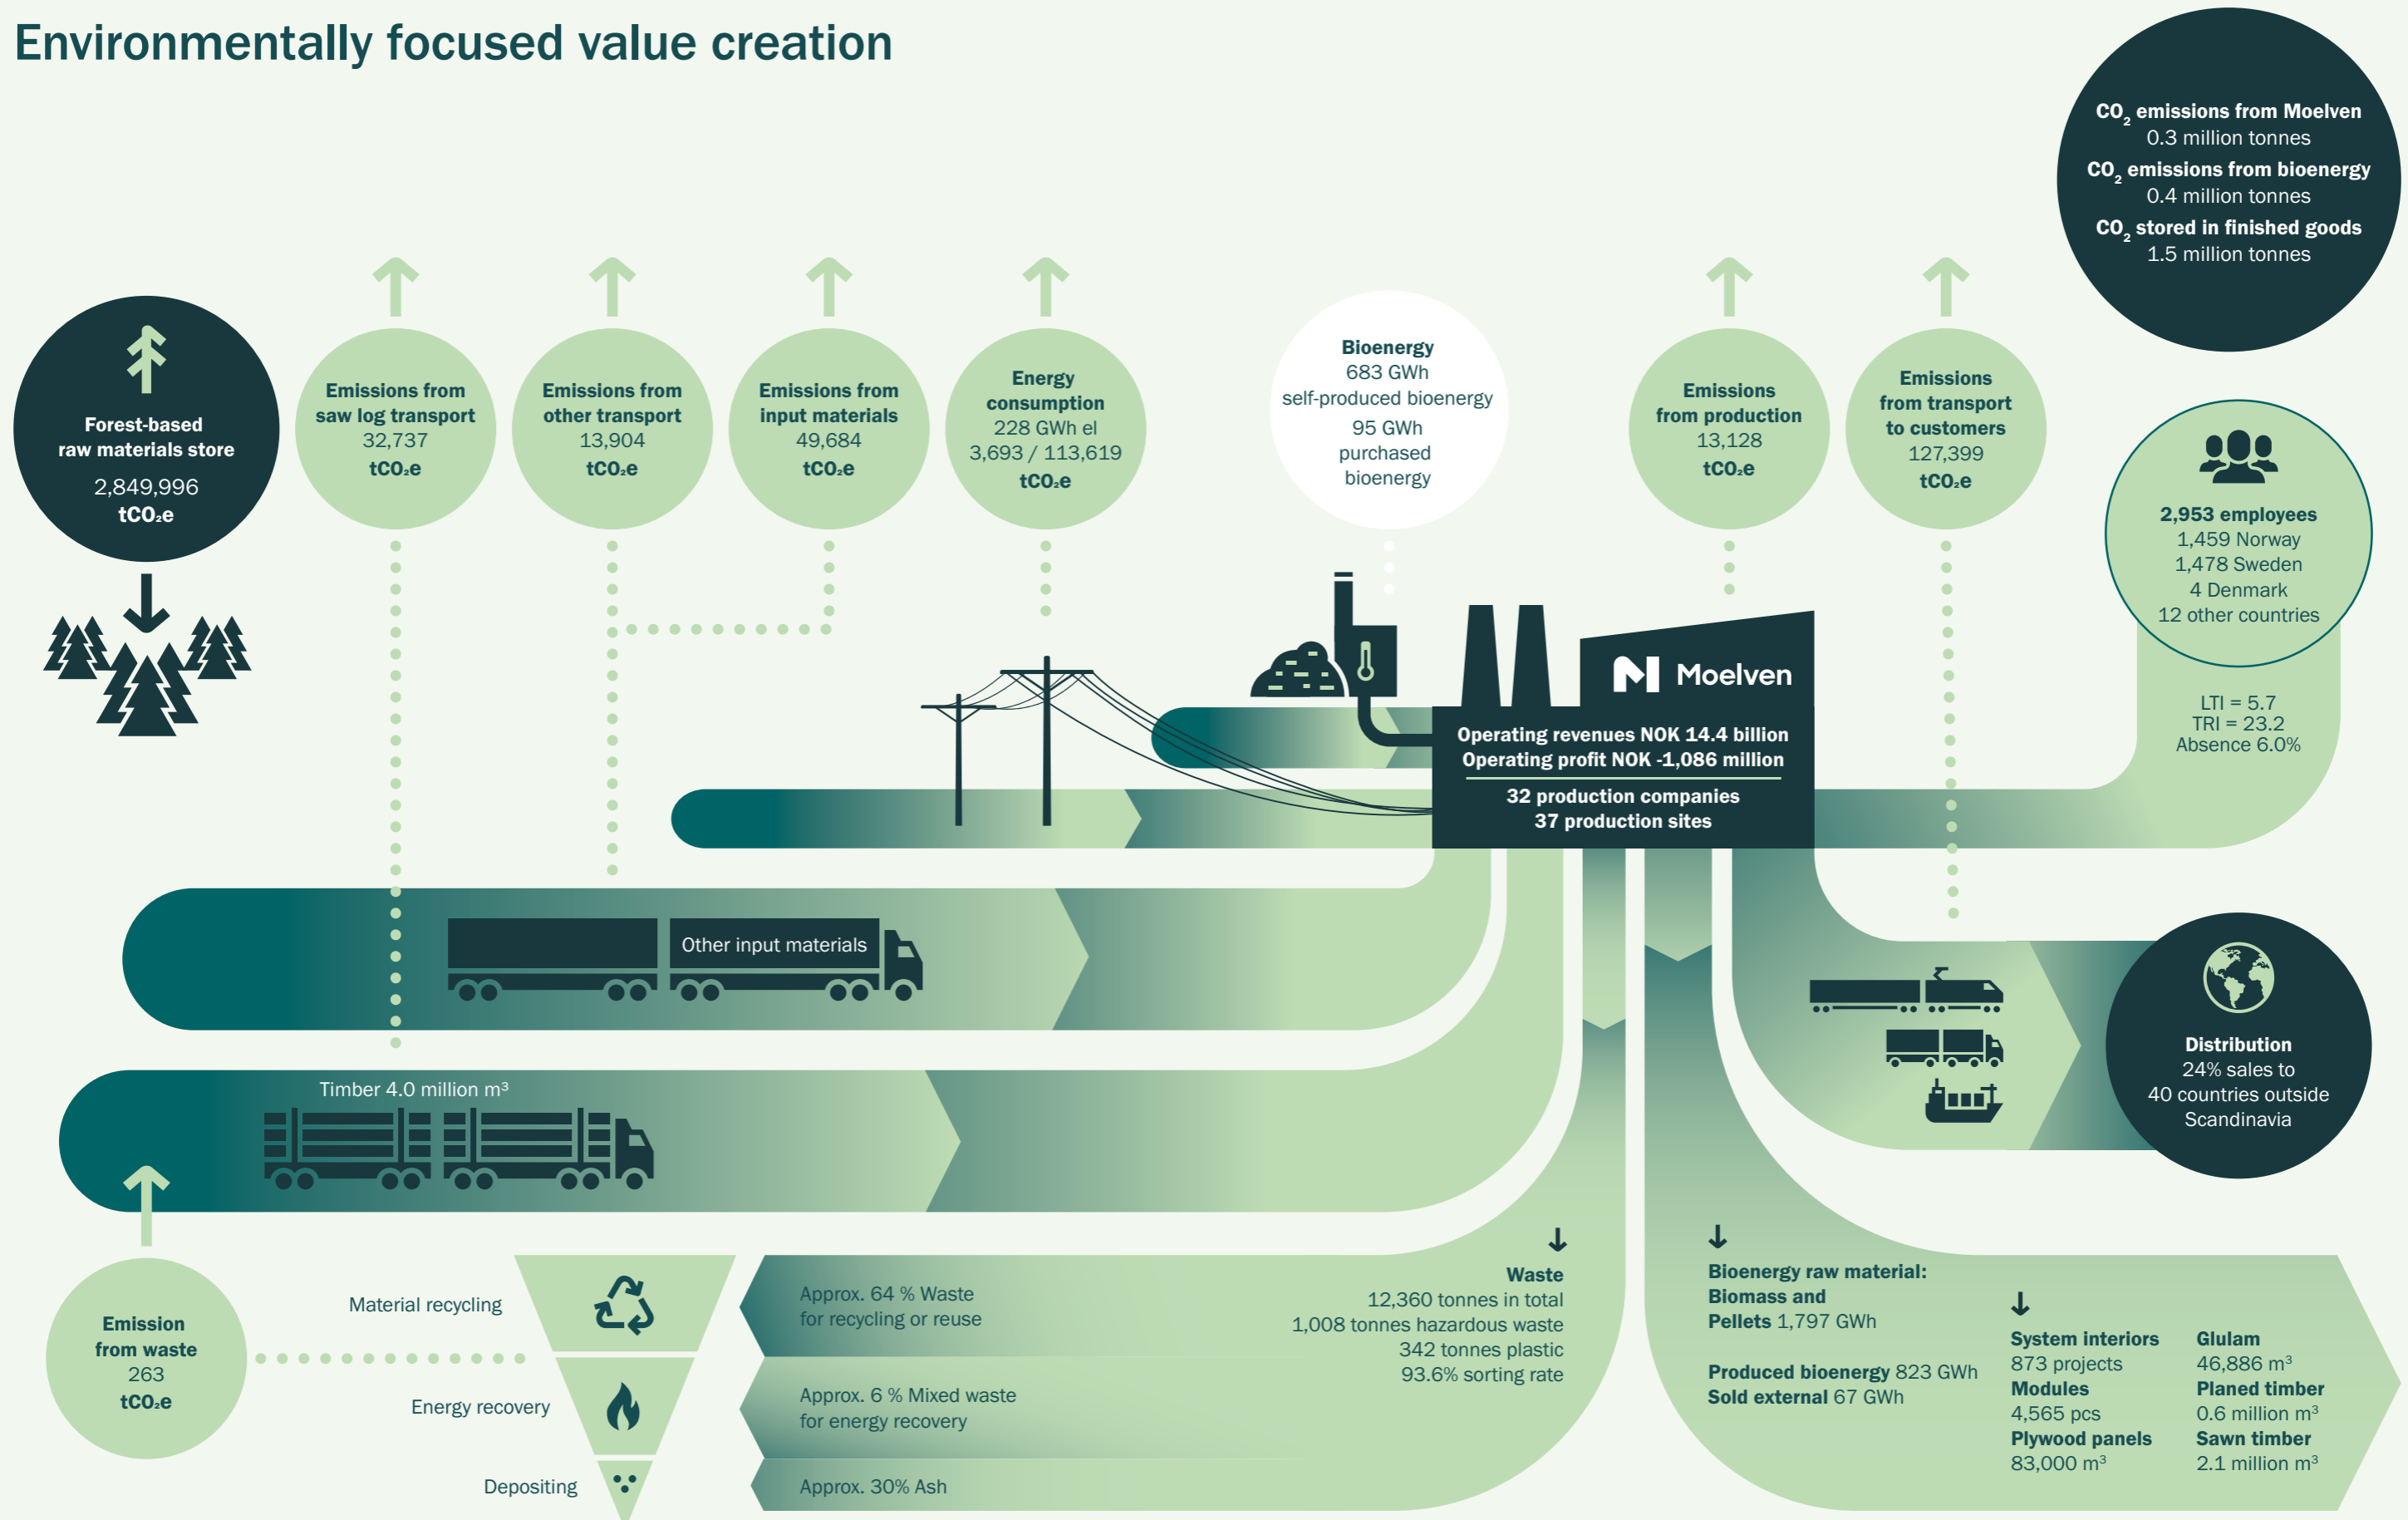 Environmentally focused value creation
CO₂ emissions from Moelven
0.3 million tonnes
CO₂ emissions from bioenergy
0.4 million tonnes
CO₂ stored in finished goods
1.5 million tonnes
Forest-based
raw materials store
2,849,996
tCO₂e
Emissions from
saw log transport
32,737
tCO₂e
Emissions from
other transport
13,904
tCO₂e
Emissions from
input materials
49,684
tCO₂e
Energy
consumption
228 GWh el
3,693 / 113,619
tCO₂e
Bioenergy
683 GWh
self-produced bioenergy
95 GWh
purchased
bioenergy
Emissions
from production
13,128
tCO₂e
Emissions
from transport
to customers
127,399
tCO₂e
2,953 employees
1,459 Norway
1,478 Sweden
4 Denmark
12 other countries
LTI = 5.7
TRI = 23.2
Absence 6.0%
Moelven
Operating revenues NOK 14.4 billion
Operating profit NOK -1,086 million
32 production companies
37 production sites
Other input materials
Timber 4.0 million m³
Distribution
24% sales to
40 countries outside
Scandinavia
Emission
from waste
263
tCO₂e
Material recycling
Energy recovery
Depositing
Approx. 64 % Waste
for recycling or reuse
Approx. 6 % Mixed waste
for energy recovery
Approx. 30% Ash
Waste
12,360 tonnes in total
1,008 tonnes hazardous waste
342 tonnes plastic
93.6% sorting rate
Bioenergy raw material:
Biomass and
Pellets 1,797 GWh
Produced bioenergy 823 GWh
Sold external 67 GWh
System interiors
873 projects
Modules
4,565 pcs
Plywood panels
83,000 m³
Glulam
46,886 m³
Planed timber
0.6 million m³
Sawn timber
2.1 million m³